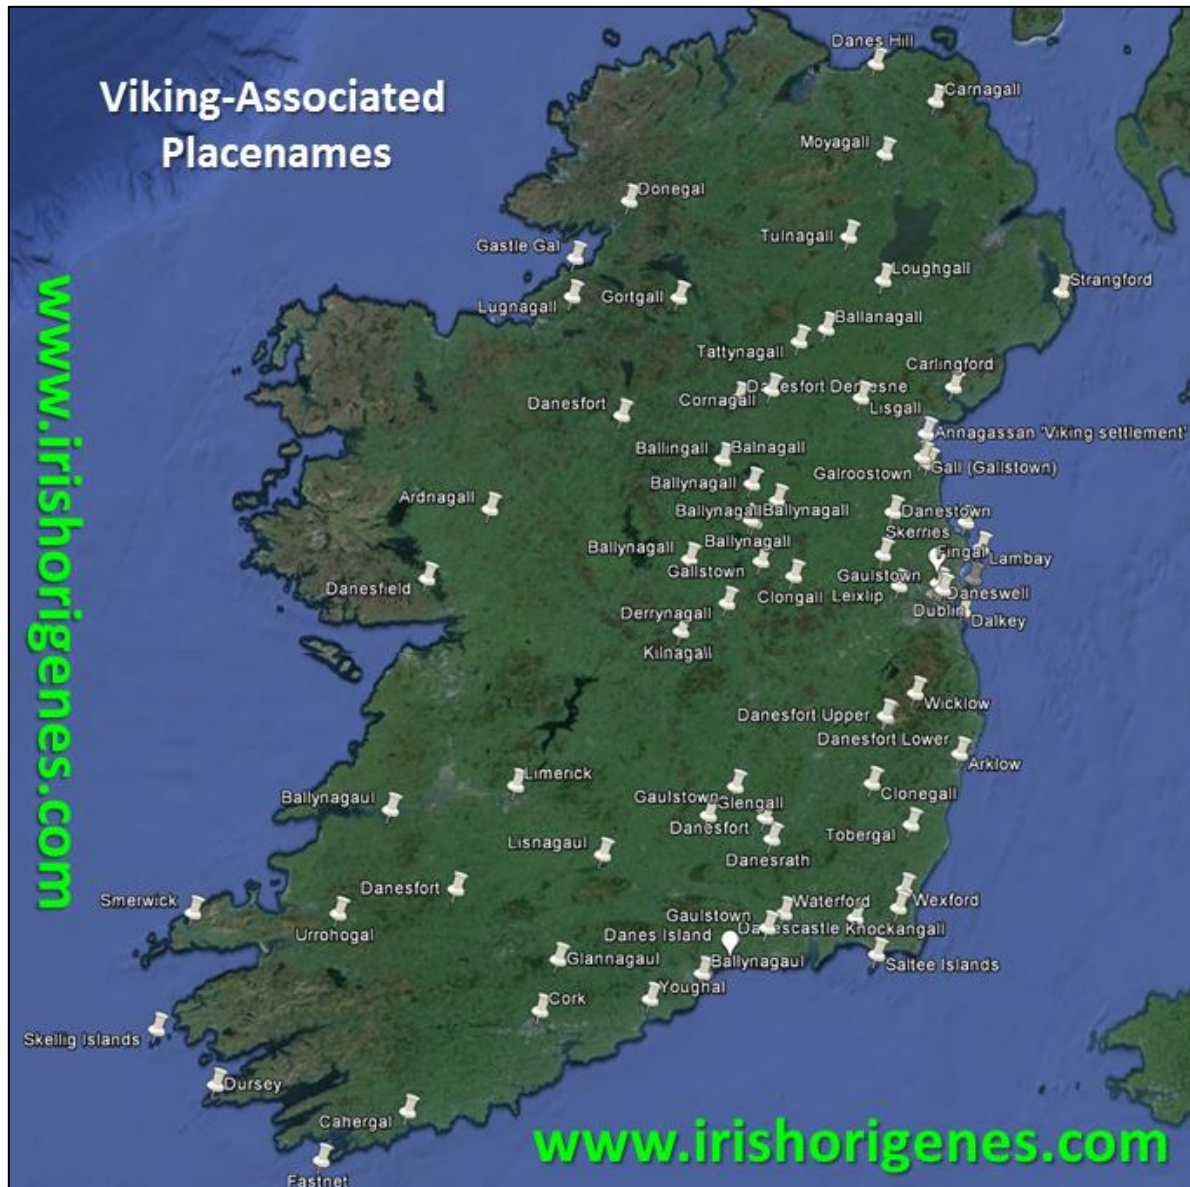 Viking-Associated
Placenames
Danes Hill
Carnagall
Moyagall
Donegal
Tulnagall
Gastle Gal
Loughgall
Strangford
Lugnagall
Gortgall
Ballanagall
Tattynagall
Carlingford
Danesfort Demesne
Cornagall
Danesfort
Lisgall
Annagassan 'Viking settlement'
Ballingall
Balnagall
Galroostown
Gall (Gallstown)
Ballynagall
Ardnagall
Ballynagall
Ballynagall
Danestown
Skerries
Ballynagall
Ballynagall
Fingal
Lambay
Gallstown
Clongall
Gaulstown
Danesfield
Leixlip
Daneswell
Derrynagall
Dublin
Dalkey
Kilnagall
Wicklow
Danesfort Upper
Danesfort Lower
Arklow
Limerick
Ballynagaul
Gaulstown
Glengall
Clonegall
Danesfort
Tobergal
Lisnagaul
Danesrath
Danesfort
Smerwick
Urrohogal
Waterford
Wexford
Gaulstown
Danescastle
Knockangall
Danes Island
Glannagaul
Ballynagaul
Saltee Islands
Youghal
Cork
Skellig Islands
Dursey
Cahergal
Fastnet
www.irishorigenes.com
www.irishorigenes.com